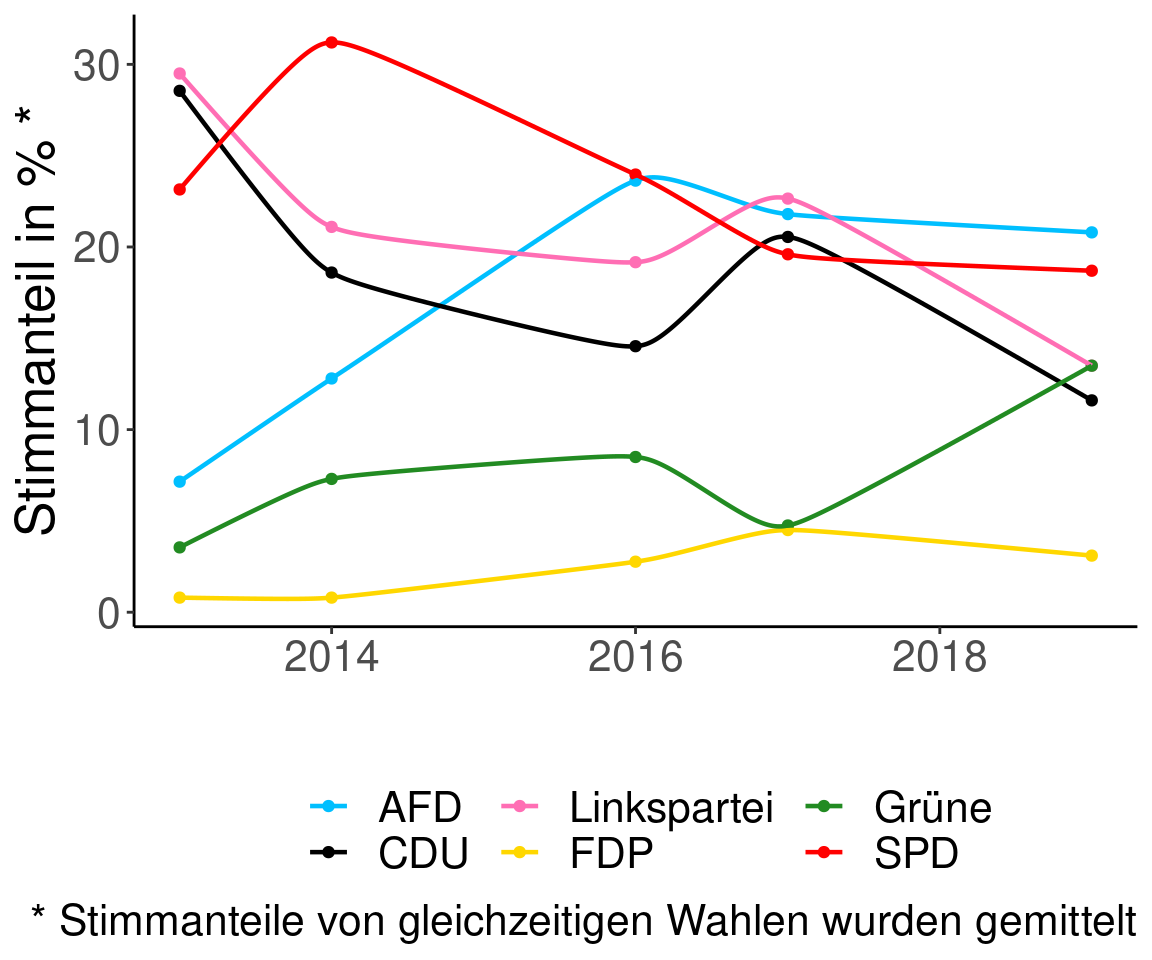 Stimmanteil in % *
30
20
10
0
2014 2016 2018
AFD Linkspartei Grüne
CDU FDP SPD
* Stimmanteile von gleichzeitigen Wahlen wurden gemittelt